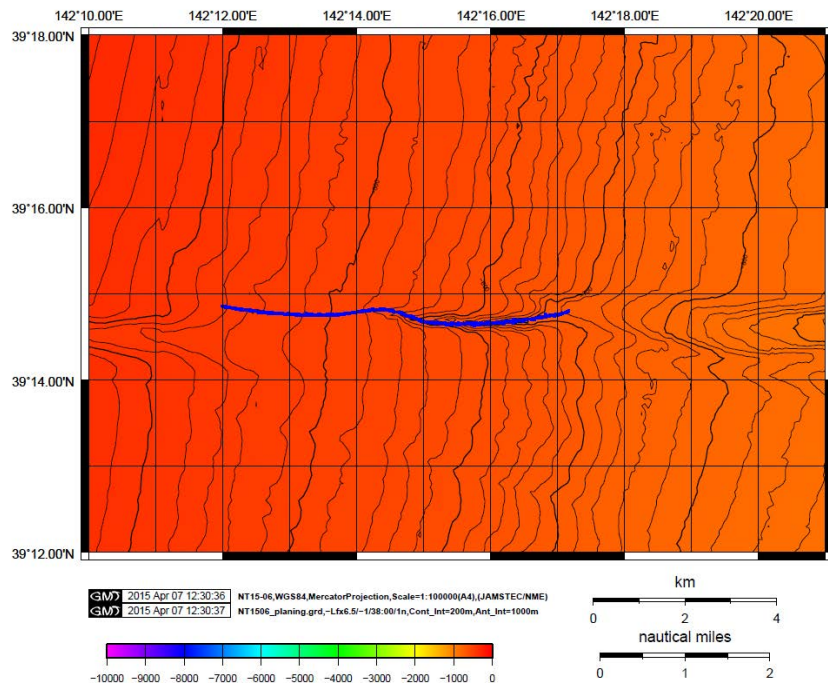 142°10.00'E 142°12.00'E 142°14.00'E 142°16.00'E 142°18.00'E 142°20.00'E
39°18.00'N
39°16.00'N
39°14.00'N
39°12.00'N
GMT 2015 Apr 07 12:30:36 NT15-06,WGS84,MercatorProjection,Scale=1:100000(A4),(JAMSTEC/NME)
GMT 2015 Apr 07 12:30:37 NT1506_planing.grd,-Lfx6.5/-1/38:00/1n,Cont_Int=200m,Ant_Int=1000m
km
0 2 4
nautical miles
0 1 2
−10000 −9000 −8000 −7000 −6000 −5000 −4000 −3000 −2000 −1000 0